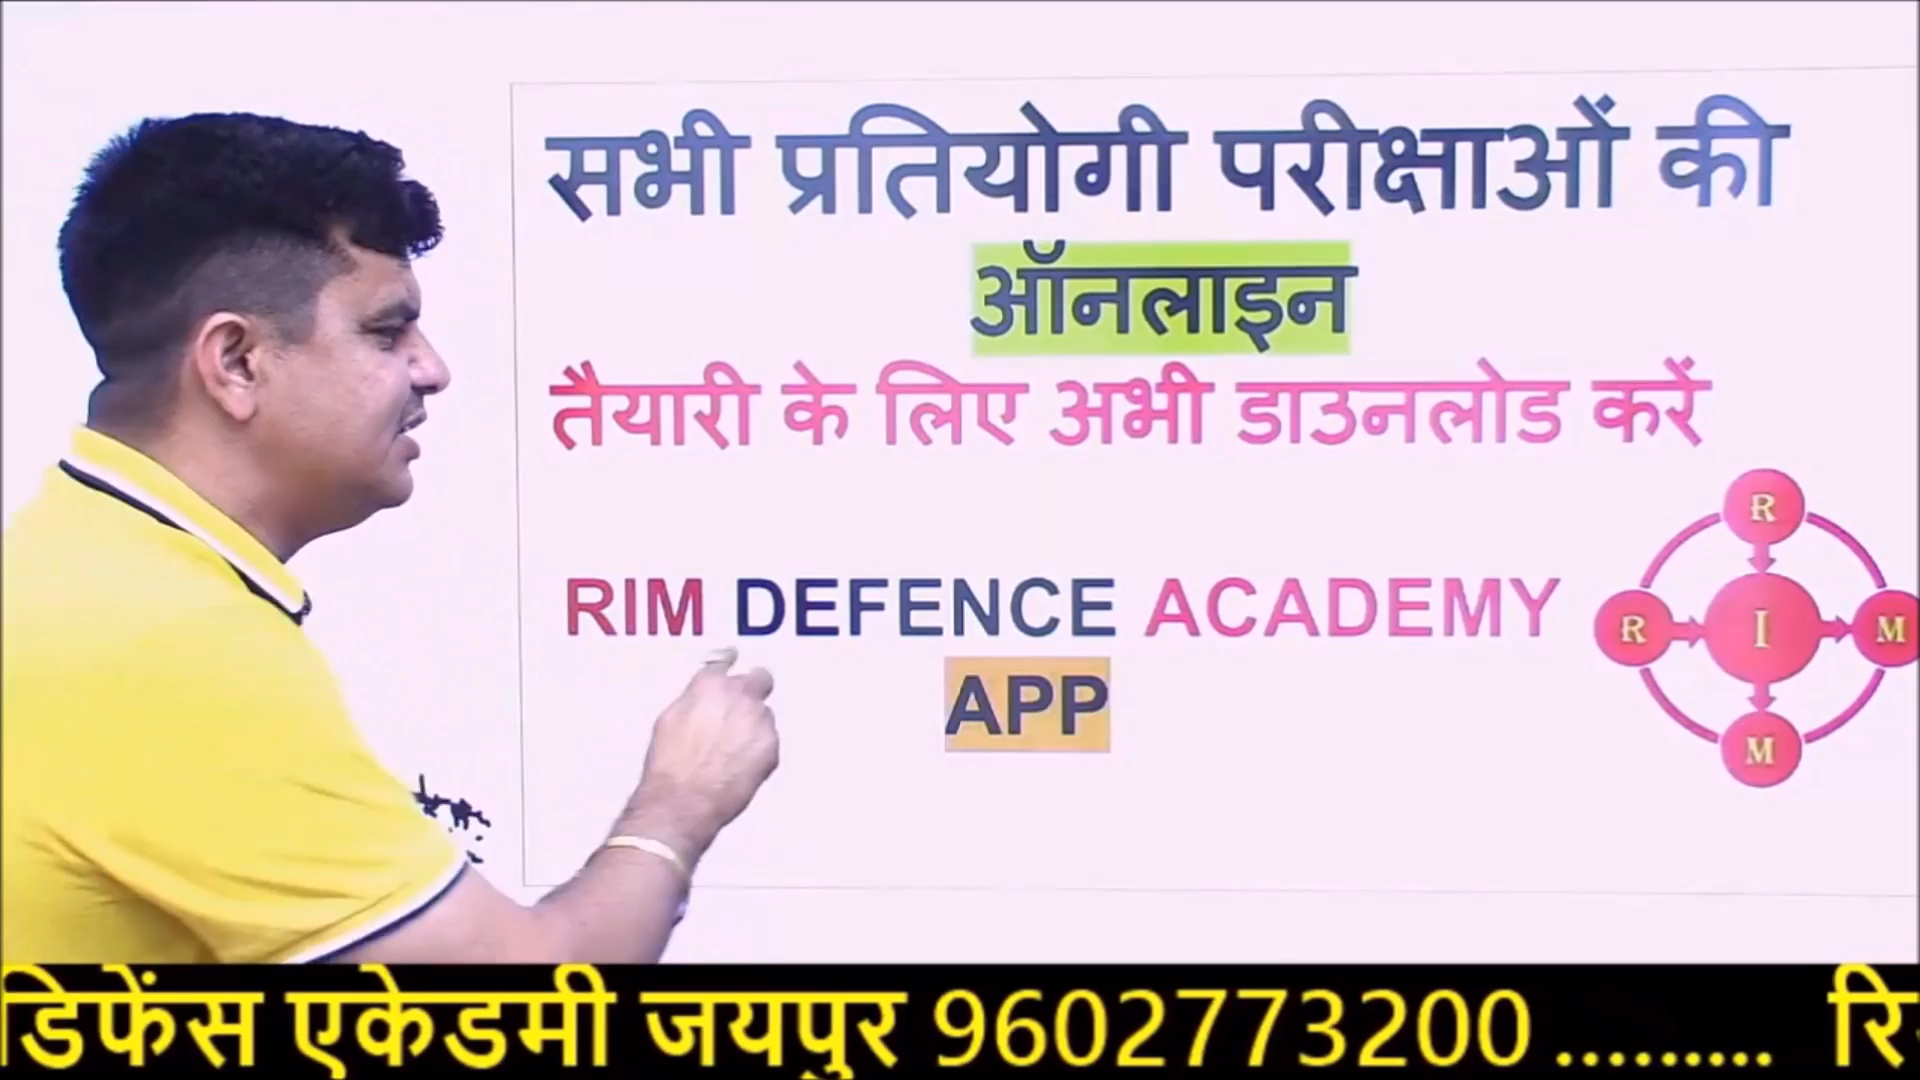 सभी प्रतियोगी परीक्षाओं की
ऑनलाइन
तैयारी के लिए अभी डाउनलोड करें
RIM DEFENCE ACADEMY
APP
R
R I M
M
डिफेंस एकेडमी जयपुर 9602773200 .........